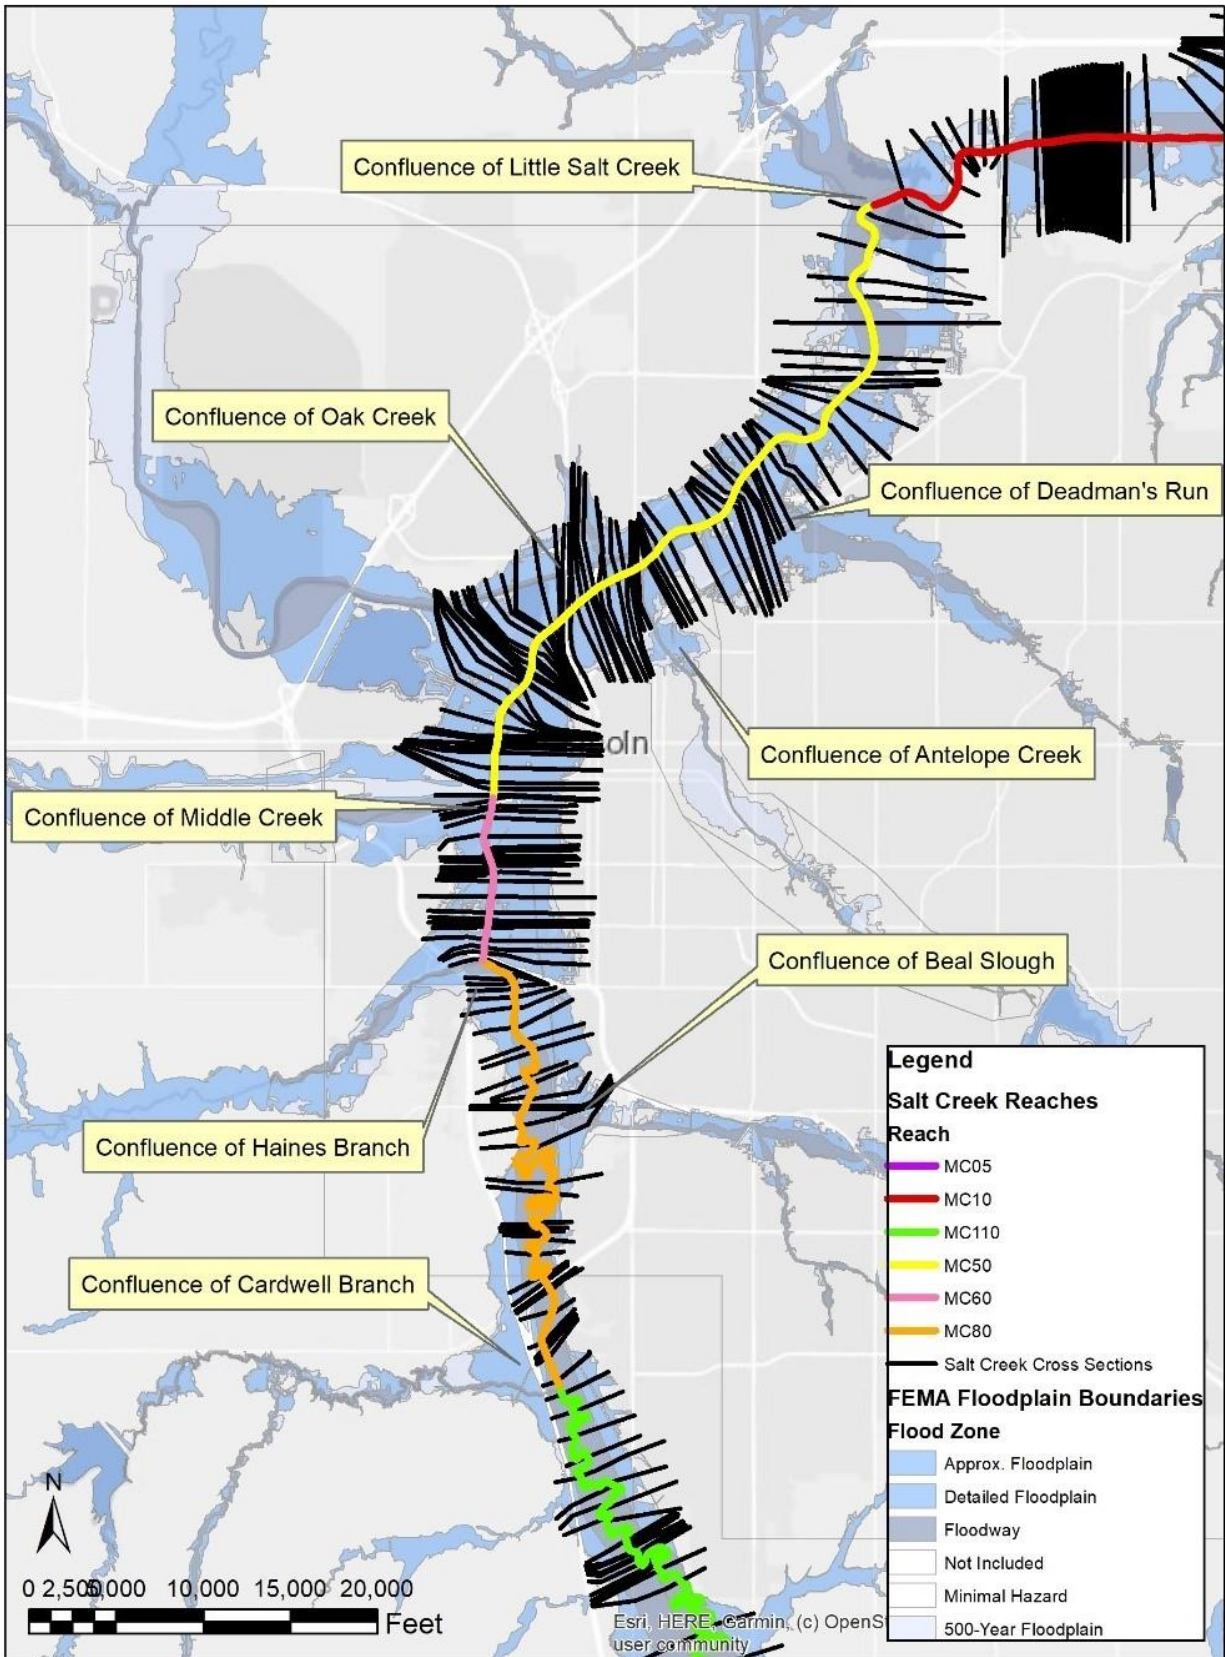 Confluence of Little Salt Creek
Confluence of Oak Creek
Confluence of Deadman's Run
oln
Confluence of Antelope Creek
Confluence of Middle Creek
Confluence of Beal Slough
Confluence of Haines Branch
Confluence of Cardwell Branch
Legend
Salt Creek Reaches
Reach
MC05
MC10
MC110
MC50
MC60
MC80
Salt Creek Cross Sections
FEMA Floodplain Boundaries
Flood Zone
Approx. Floodplain
Detailed Floodplain
Floodway
Not Included
Minimal Hazard
500-Year Floodplain
N
0 2,500 5,000 10,000 15,000 20,000
Feet
Esri, HERE, Garmin, (c) OpenSt
user community